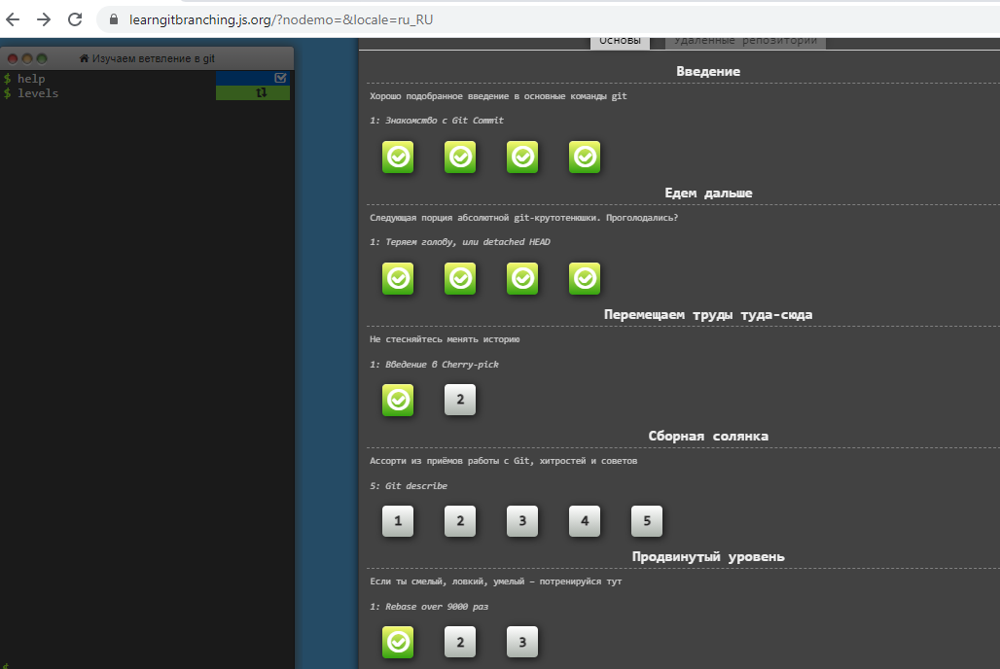 learngitbranching.js.org/?nodemo=&locale=ru_RU
Изучаем ветвление в git
$ help
$ levels
$
Основы
Удаленные репозитории
Введение
Хорошо подобранное введение в основные команды git
1: Знакомство с Git Commit
Едем дальше
Следующая порция абсолютной git-крутотенюшки. Проголодались?
1: Теряем голову, или detached HEAD
Перемещаем труды туда-сюда
Не стесняйтесь менять историю
1: Введение в Cherry-pick
2
Сборная солянка
Ассорти из приёмов работы с Git, хитростей и советов
5: Git describe
1 2 3 4 5
Продвинутый уровень
Если ты смелый, ловкий, умелый – потренируйся тут
1: Rebase over 9000 раз
2 3